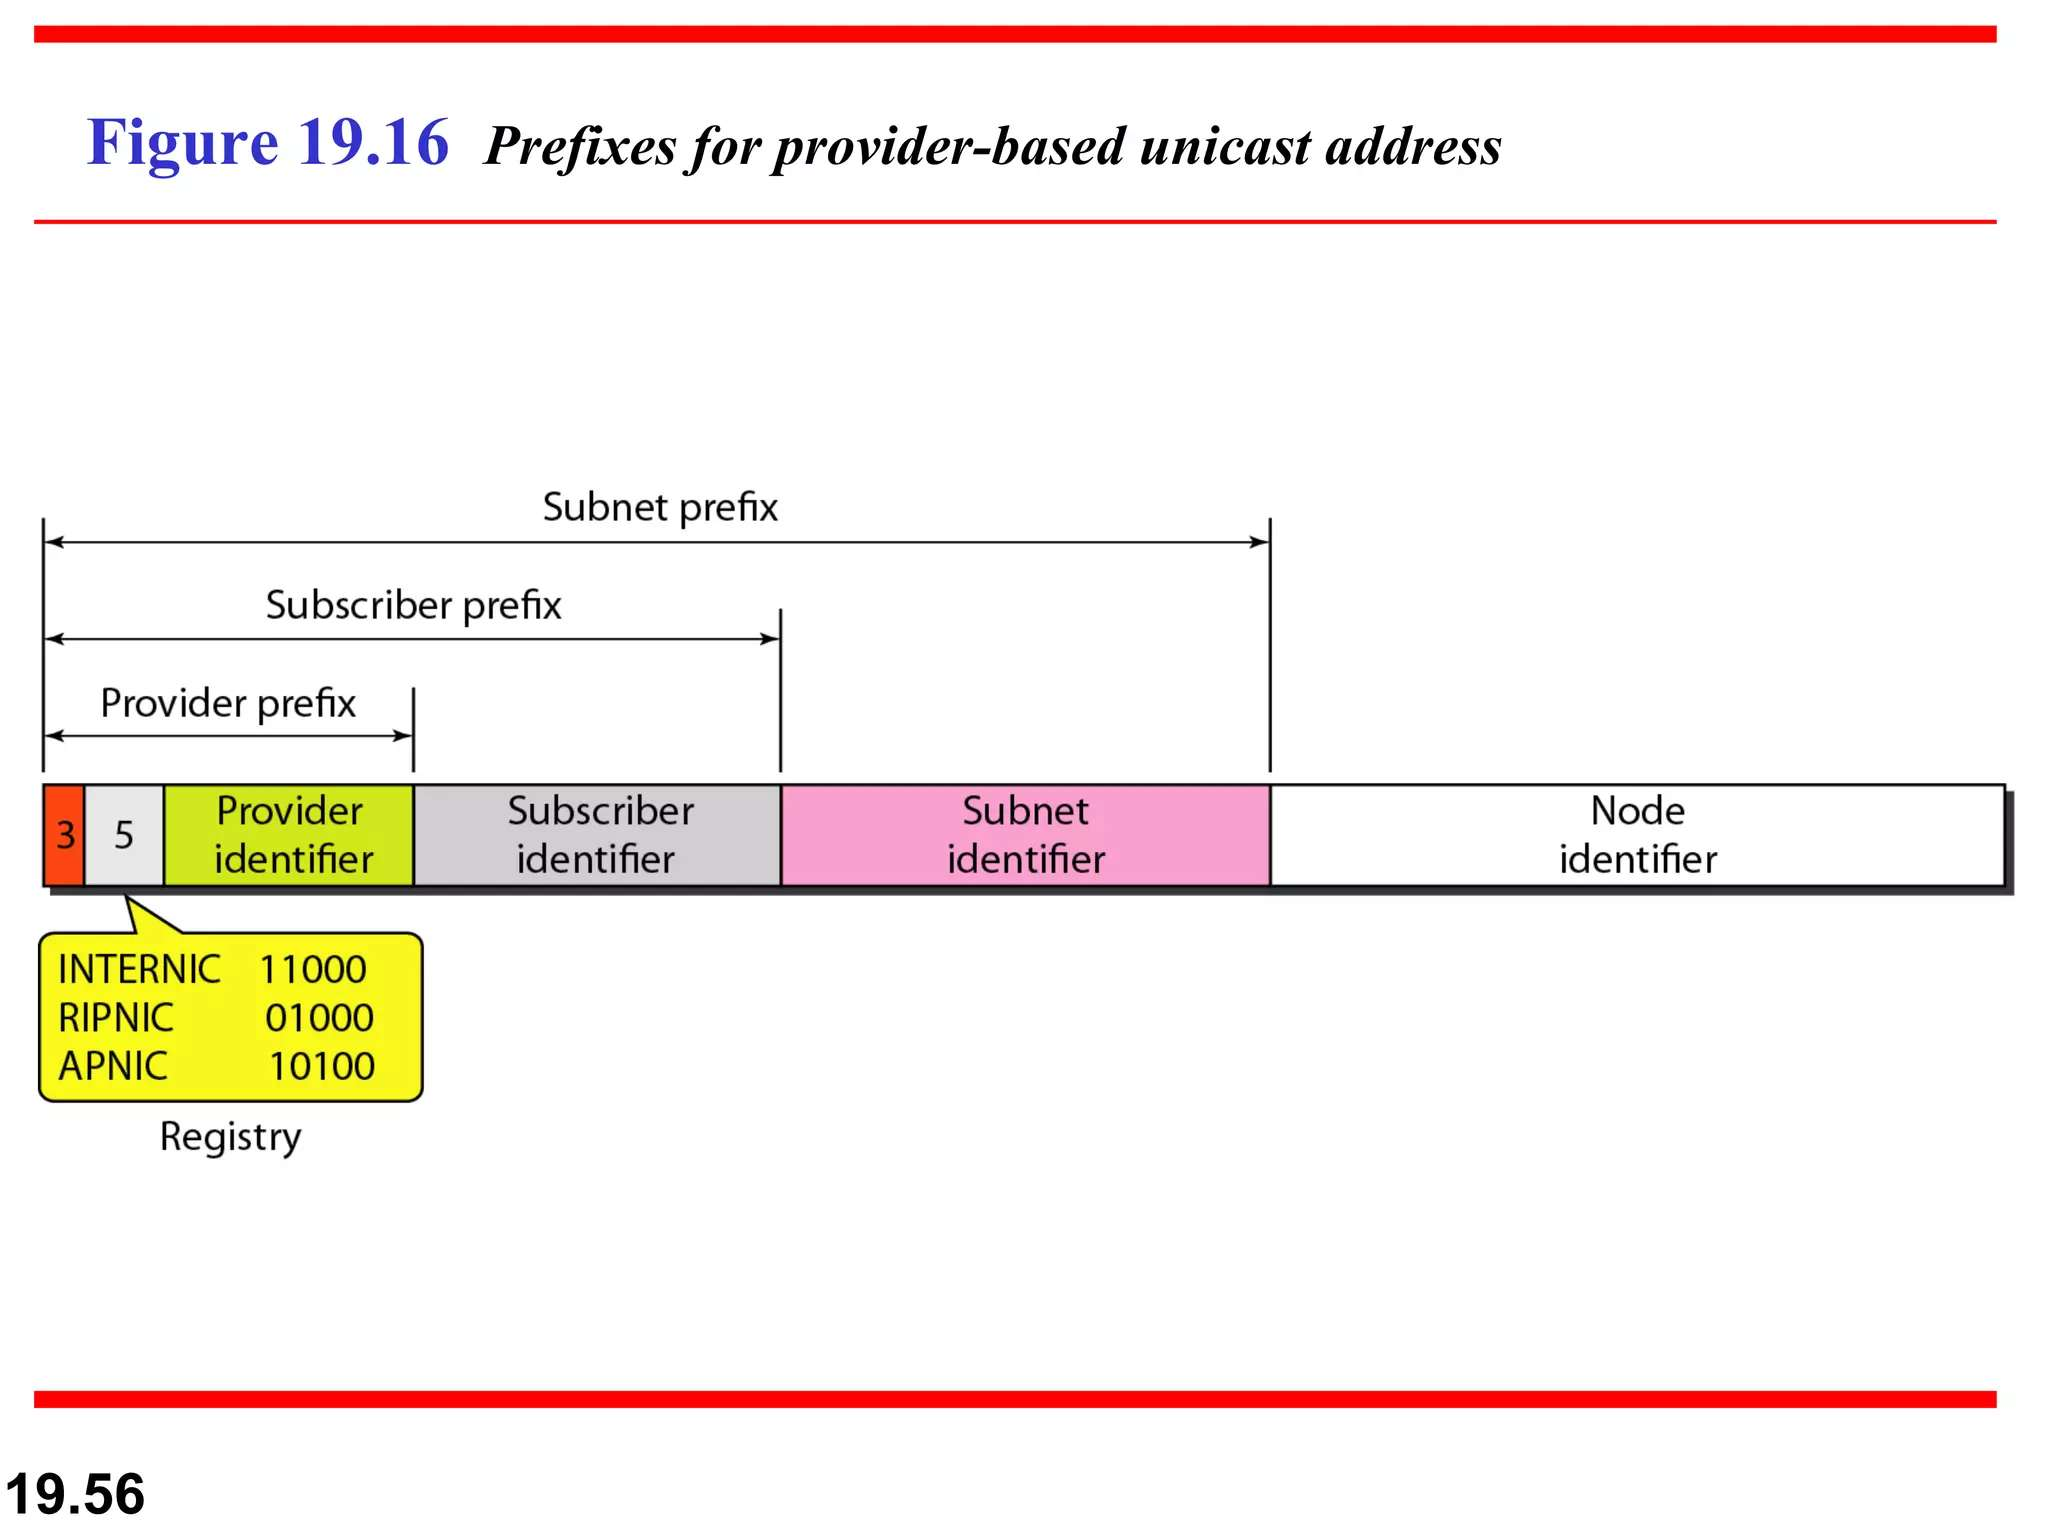 Figure 19.16 Prefixes for provider-based unicast address
Subnet prefix
Subscriber prefix
Provider prefix
3
5
Provider
identifier
Subscriber
identifier
Subnet
identifier
Node
identifier
INTERNIC 11000
RIPNIC 01000
APNIC 10100
Registry
19.56